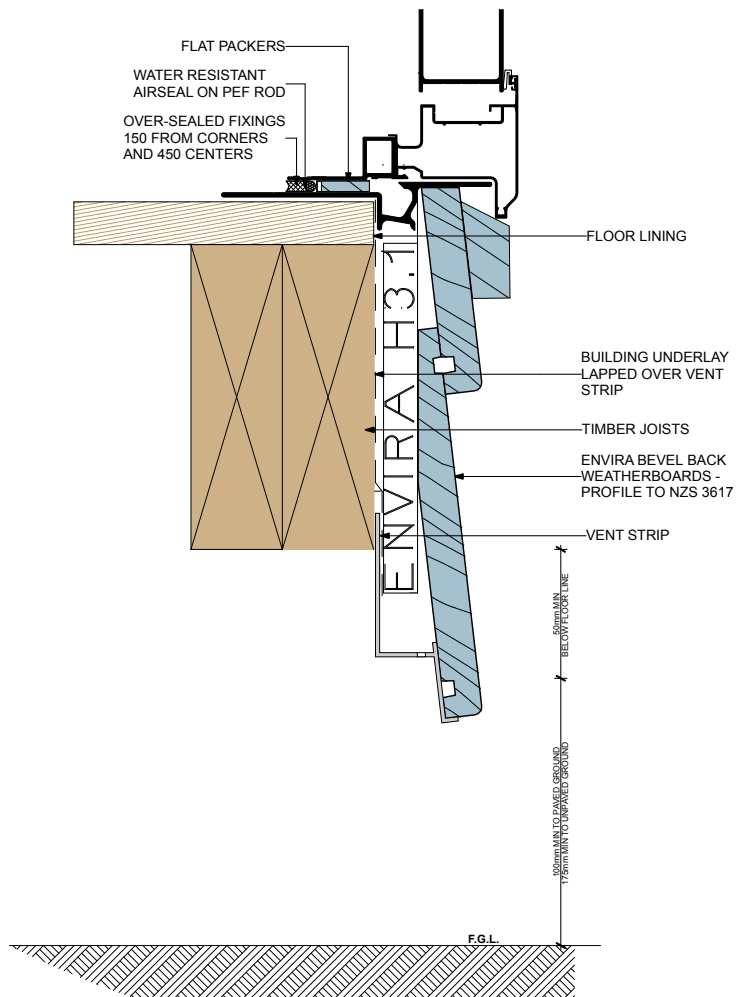 FLAT PACKERS
WATER RESISTANT
AIRSEAL ON PEF ROD
OVER-SEALED FIXINGS
150 FROM CORNERS
AND 450 CENTERS
FLOOR LINING
ENVIRA H3.1
BUILDING UNDERLAY
LAPPED OVER VENT
STRIP
TIMBER JOISTS
ENVIRA BEVEL BACK
WEATHERBOARDS -
PROFILE TO NZS 3617
VENT STRIP
50mm MIN
BELOW FLOOR LINE
100mm MIN TO PAVED GROUND
175mm MIN TO UNPAVED GROUND
F.G.L.